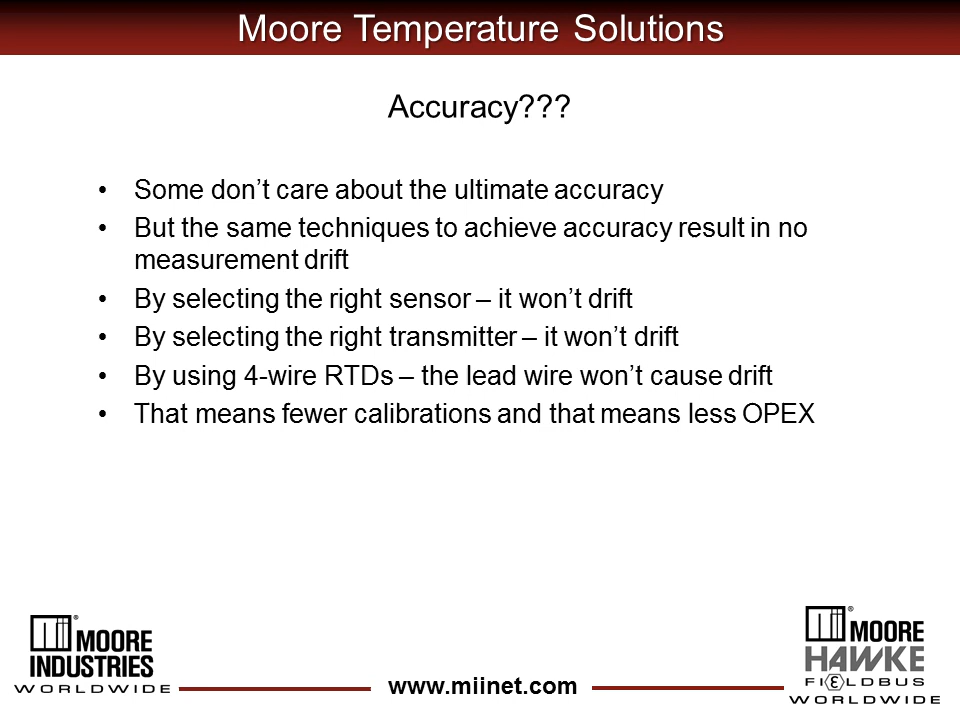 Moore Temperature Solutions
Accuracy???
• Some don’t care about the ultimate accuracy
• But the same techniques to achieve accuracy result in no
measurement drift
• By selecting the right sensor – it won’t drift
• By selecting the right transmitter – it won’t drift
• By using 4-wire RTDs – the lead wire won’t cause drift
• That means fewer calibrations and that means less OPEX
®
MOORE
INDUSTRIES
WORLDWIDE
www.miinet.com
®
MOORE
HAWKE
FIELDBUS
WORLDWIDE